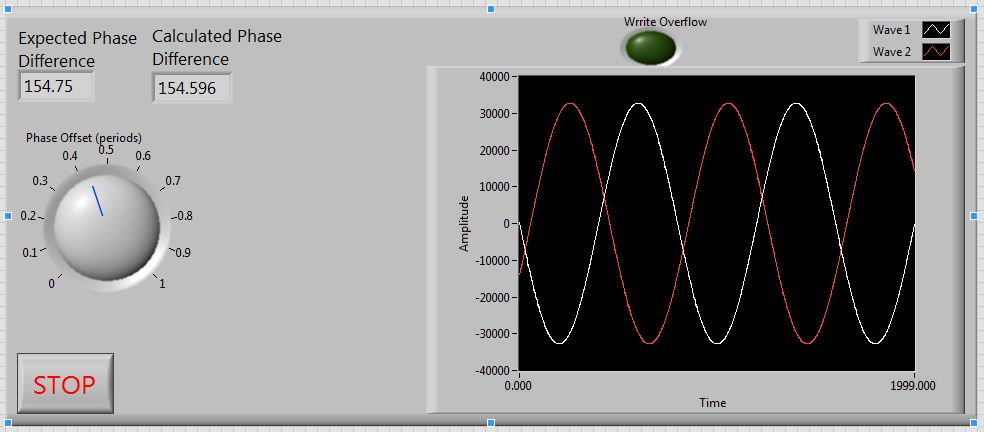 Expected Phase
Difference
154.75
Calculated Phase
Difference
154.596
Wrrite Overflow
Wave 1
Wave 2
Phase Offset (periods)
0
0.1
0.2
0.3
0.4
0.5
0.6
0.7
0.8
0.9
1
STOP
Amplitude
40000
30000
20000
10000
0
-10000
-20000
-30000
-40000
0.000
1999.000
Time